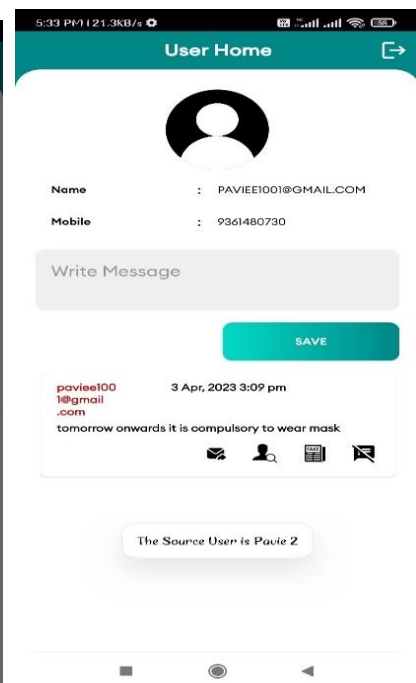 5:33 PM | 21.3KB/s
58
User Home
Name : PAVIEE1001@GMAIL.COM
Mobile : 9361480730
Write Message
SAVE
paviee100 3 Apr, 2023 3:09 pm
1@gmail
.com
tomorrow onwards it is compulsory to wear mask
The Source User is Pavie 2